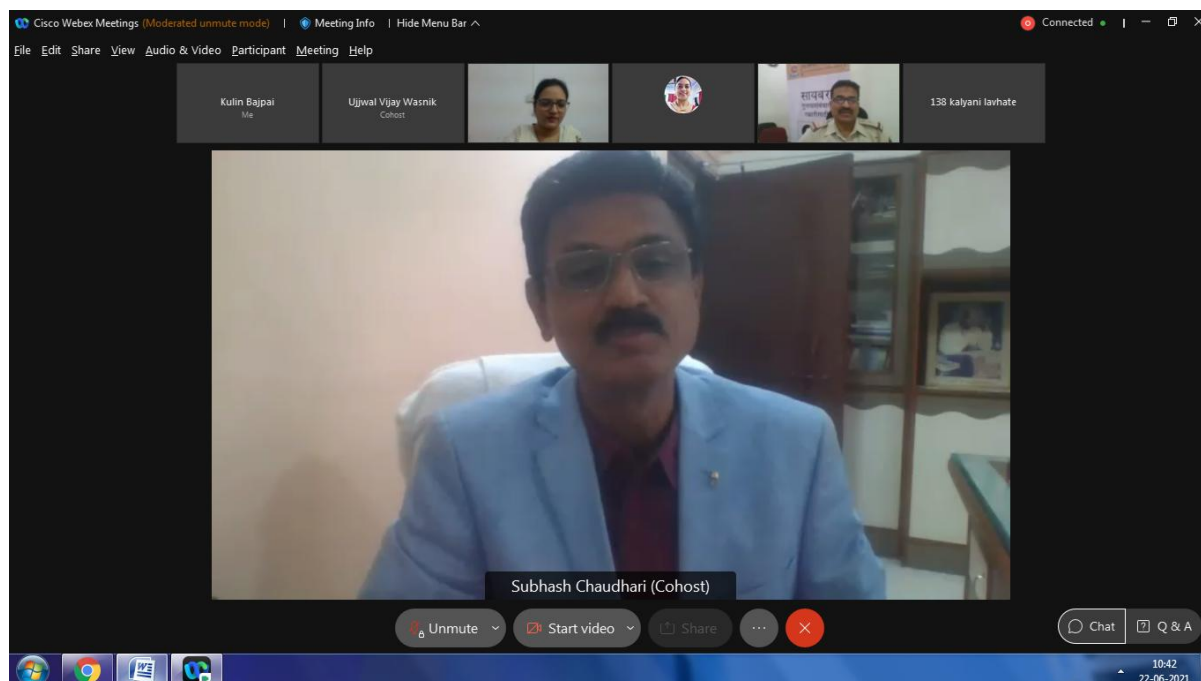 Cisco Webex Meetings (Moderated unmute mode) | Meeting Info | Hide Menu Bar Connected
File Edit Share View Audio & Video Participant Meeting Help
Kulin Bajpai
Me
Ujjwal Vijay Wasnik
Cohost
सायबर
138 kalyani lavhate
Subhash Chaudhari (Cohost)
Unmute
Start video
Share
Chat
Q & A
10:42
22-06-2021